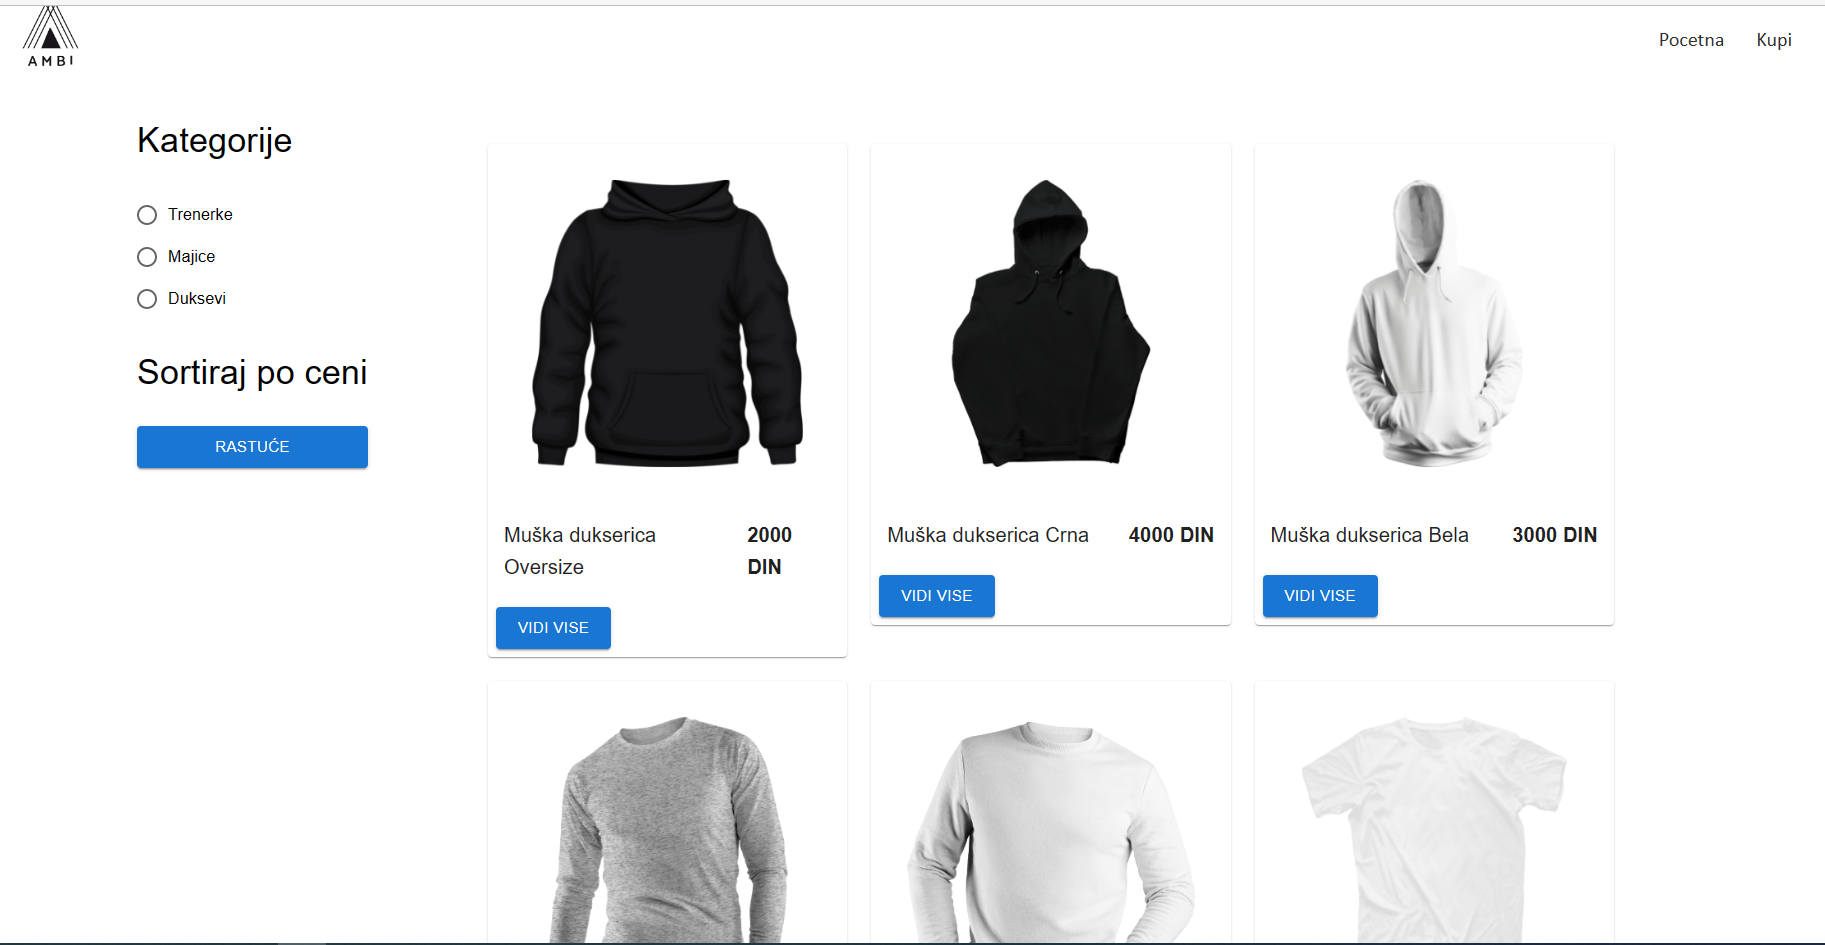 AMBI
Pocetna
Kupi
Kategorije
Trenerke
Majice
Duksevi
Sortiraj po ceni
RASTUĆE
Muška dukserica
Oversize
2000
DIN
VIDI VISE
Muška dukserica Crna
4000 DIN
VIDI VISE
Muška dukserica Bela
3000 DIN
VIDI VISE